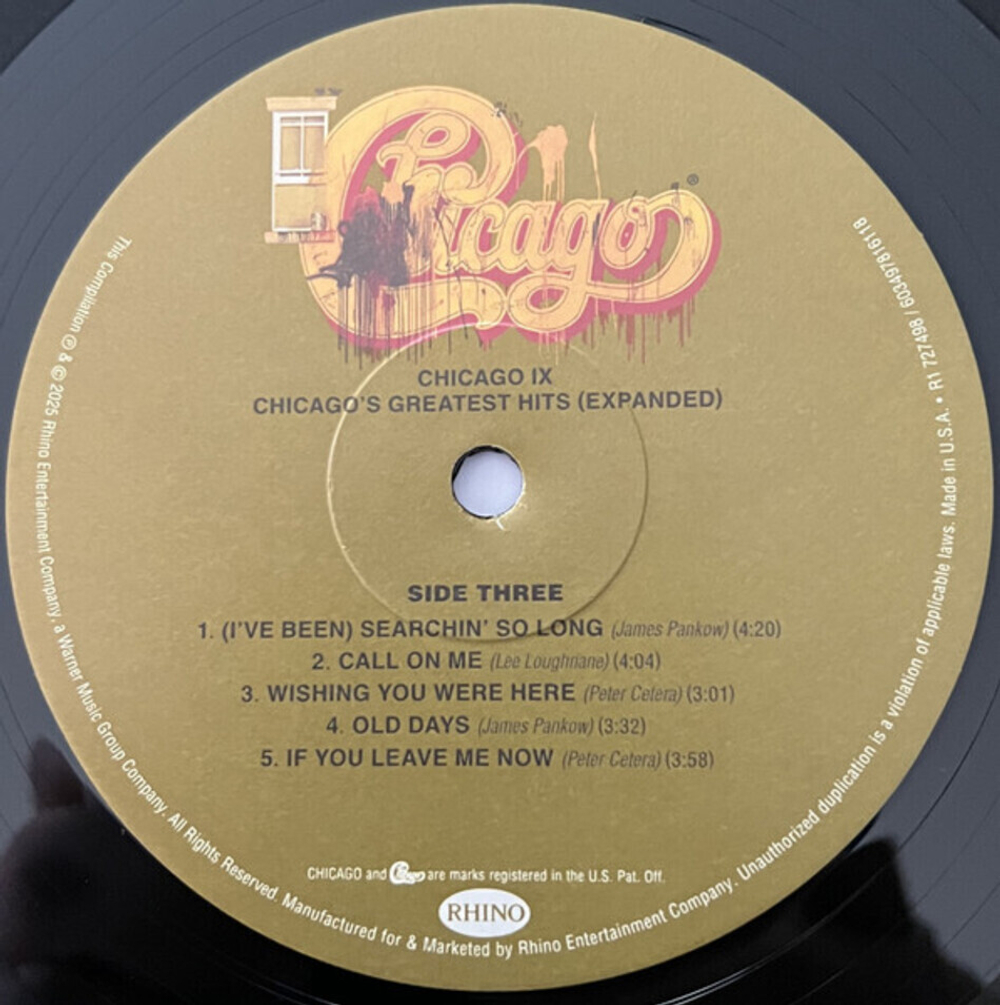 Chicago®
CHICAGO IX
CHICAGO'S GREATEST HITS (EXPANDED)
SIDE THREE
1. (I'VE BEEN) SEARCHIN' SO LONG (James Pankow) (4:20)
2. CALL ON ME (Lee Loughnane) (4:04)
3. WISHING YOU WERE HERE (Peter Cetera) (3:01)
4. OLD DAYS (James Pankow) (3:32)
5. IF YOU LEAVE ME NOW (Peter Cetera) (3:58)
CHICAGO and Chicago are marks registered in the U.S. Pat. Off.
RHINO
This Compilation ℗ & © 2025 Rhino Entertainment Company, a Warner Music Group Company. All Rights Reserved. Manufactured for & Marketed by Rhino Entertainment Company. Unauthorized duplication is a violation of applicable laws. Made in U.S.A. • R1 727498 / 603497816118